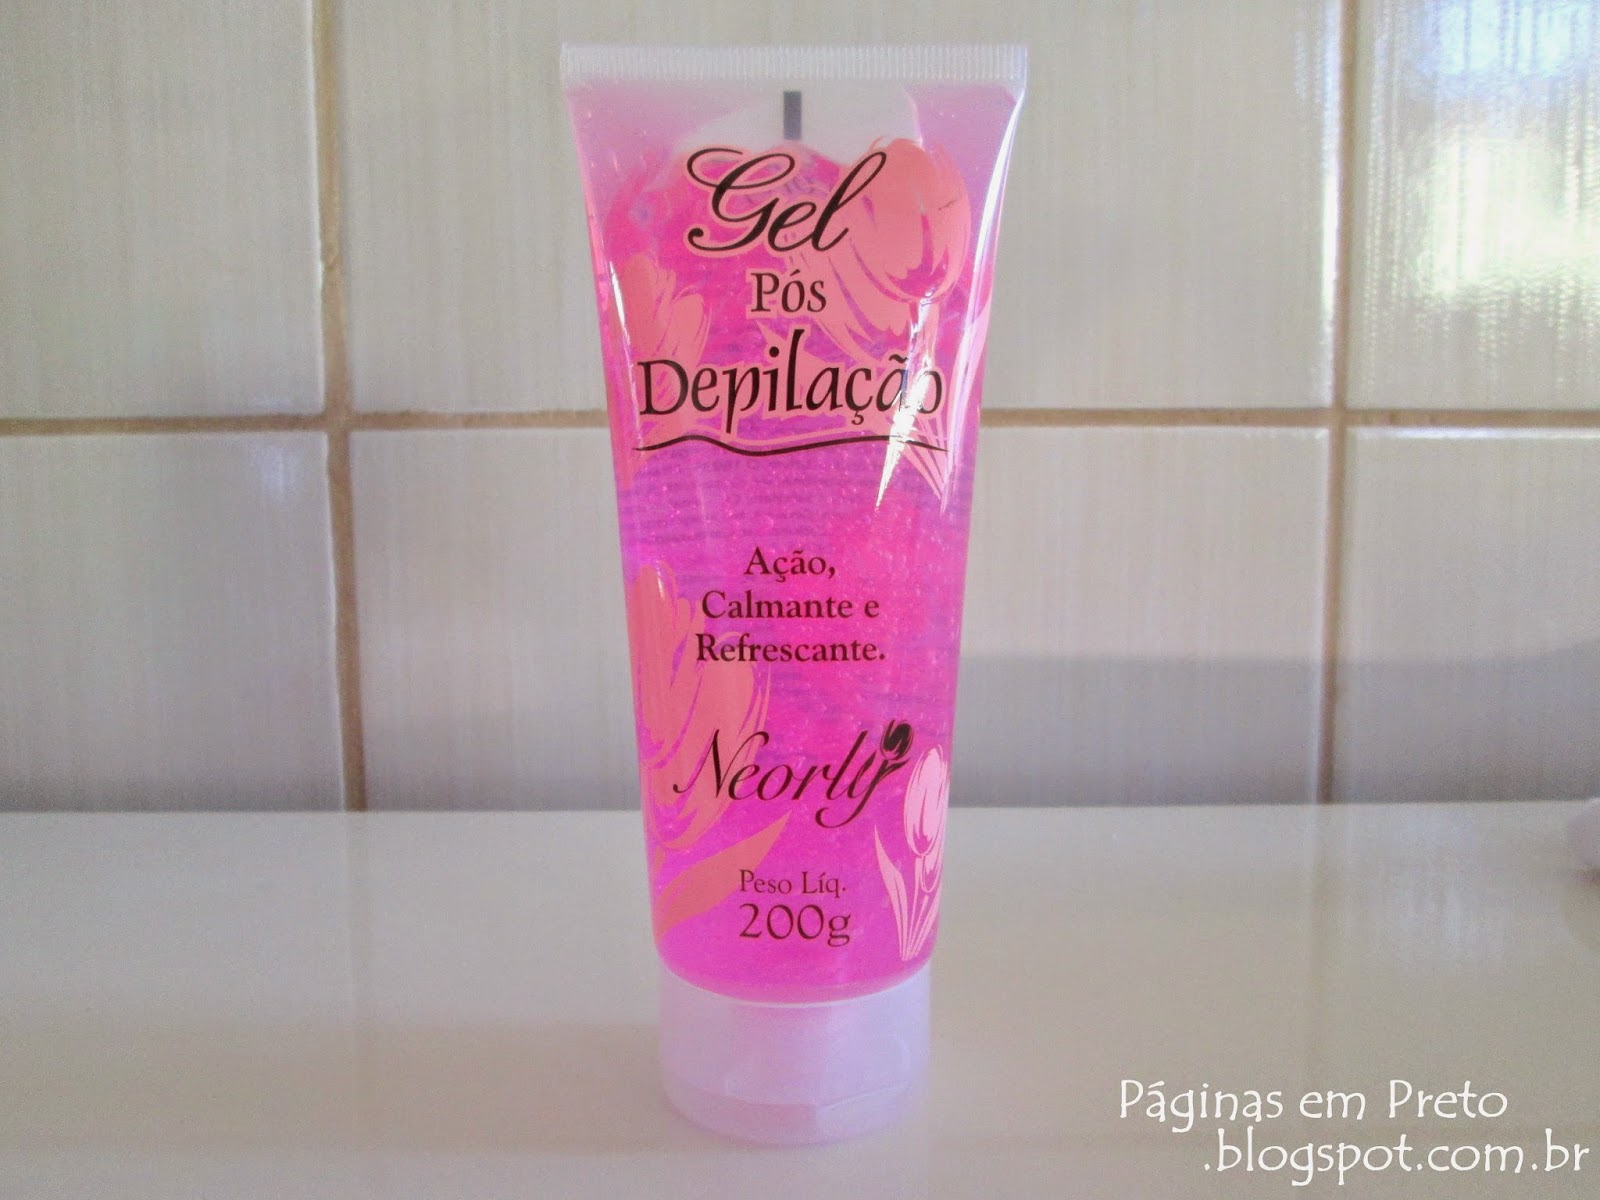 Gel
Pós
Depilação
Ação,
Calmante e
Refrescante.
Neorly
Peso Líq.
200g
Páginas em Preto
.blogspot.com.br